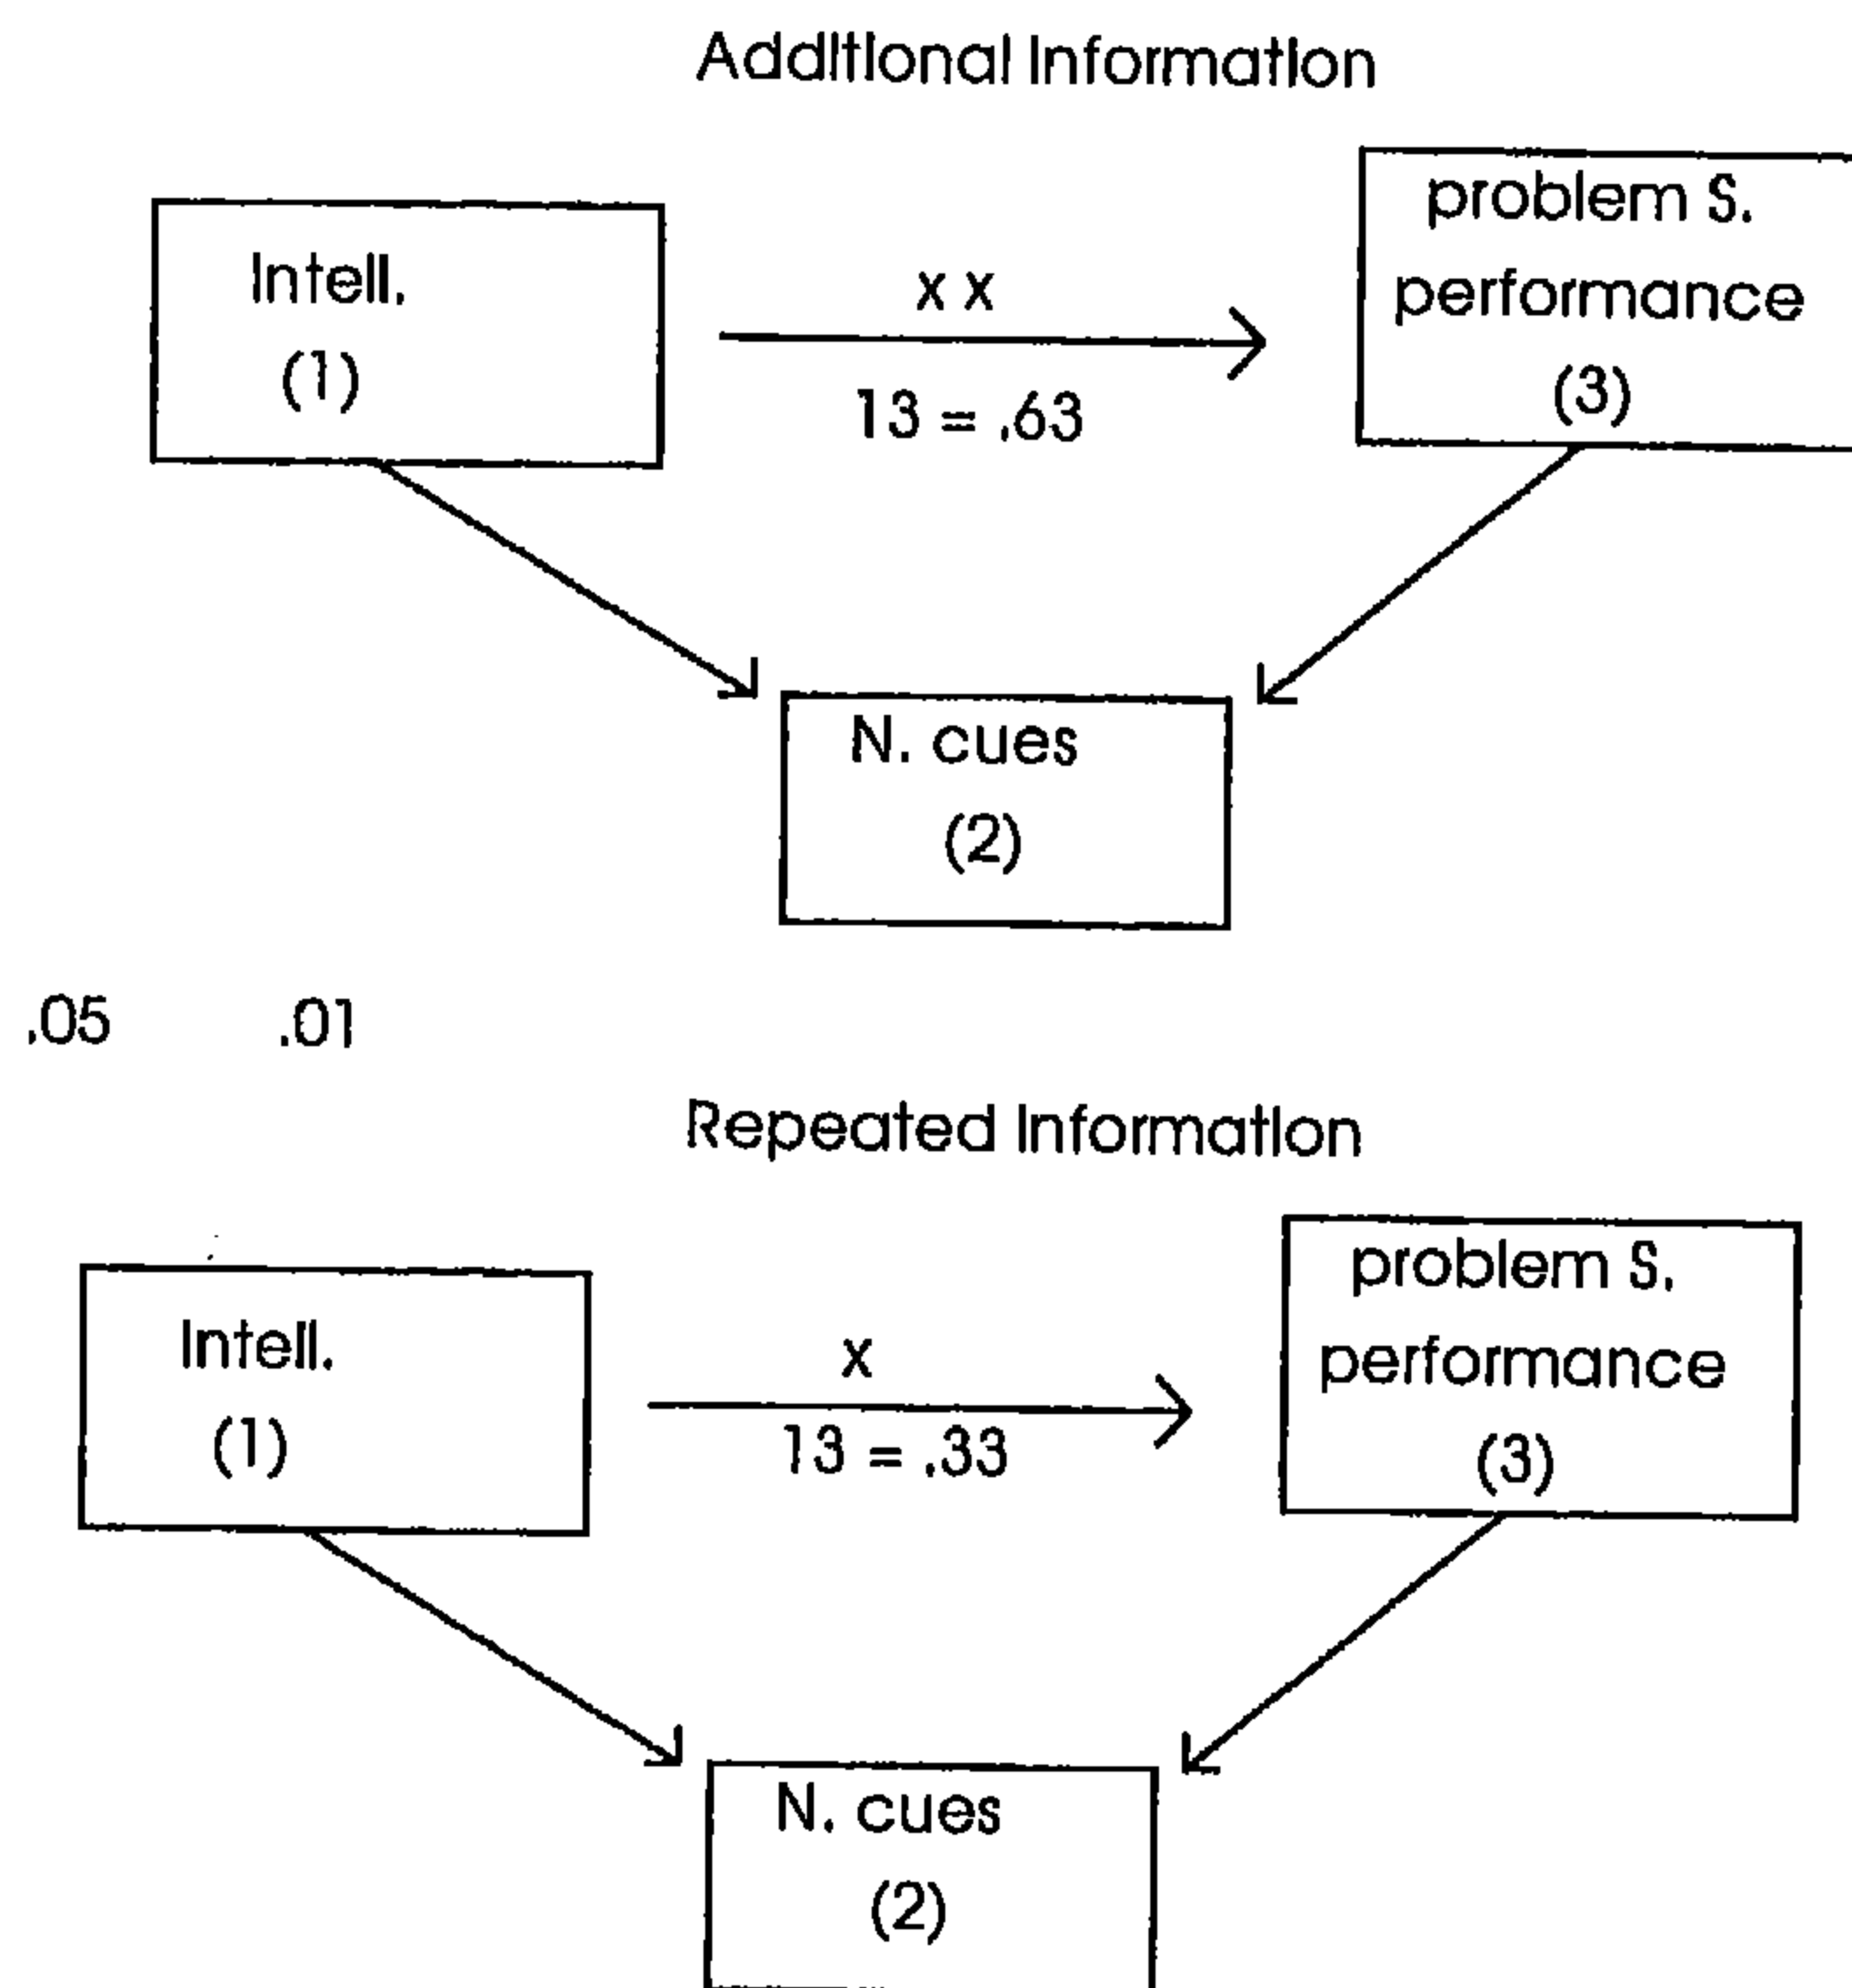 Additional Information
Intell.
(1)
x x
13 = .63
problem S.
performance
(3)
N. cues
(2)
.05 .01
Repeated Information
Intell.
(1)
x
13 = .33
problem S.
performance
(3)
N. cues
(2)